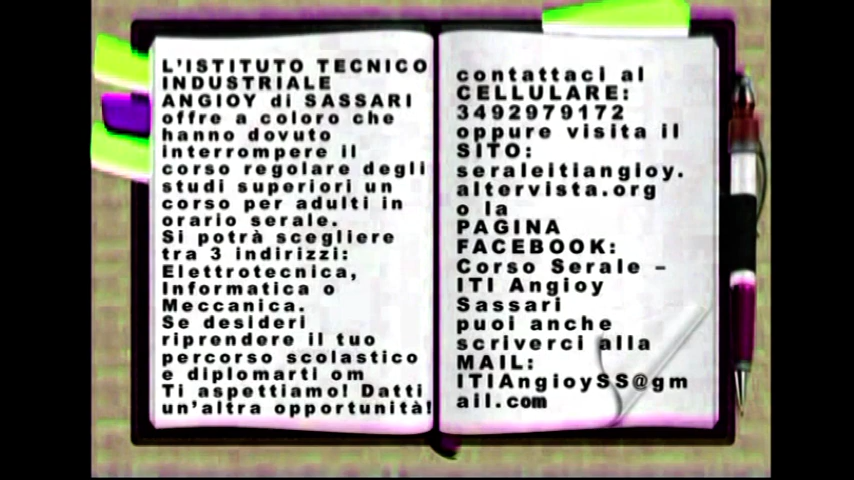 L'ISTITUTO TECNICO
INDUSTRIALE
ANGIOY di SASSARI
offre a coloro che
hanno dovuto
interrompere il
corso regolare degli
studi superiori un
corso per adulti in
orario serale.
Si potrà scegliere
tra 3 indirizzi:
Elettrotecnica,
Informatica o
Meccanica.
Se desideri
riprendere il tuo
percorso scolastico
e diplomarti om
Ti aspettiamo! Datti
un'altra opportunità!
contattaci al
CELLULARE:
3492979172
oppure visita il
SITO:
seraleitiangioy.
altervista.org
o la
PAGINA
FACEBOOK:
Corso Serale –
ITI Angioy
Sassari
puoi anche
scriverci alla
MAIL:
ITIAngioySS@gm
ail.com